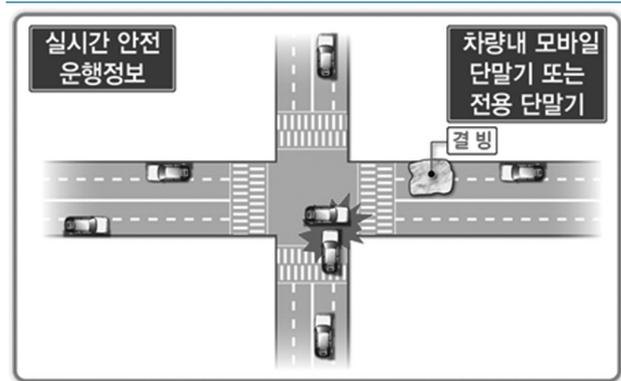 실시간 안전
운행정보
차량내 모바일
단말기 또는
전용 단말기
결 빙